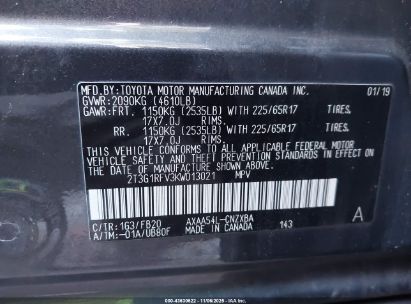 MFD.BY:TOYOTA MOTOR MANUFACTURING CANADA INC. 01/19
GVWR:2090KG (4610LB)
GAWR:FRT. 1150KG (2535LB) WITH 225/65R17 TIRES,
17X7.0J RIMS,
RR. 1150KG (2535LB) WITH 225/65R17 TIRES,
17X7.0J RIMS,
THIS VEHICLE CONFORMS TO ALL APPLICABLE FEDERAL MOTOR
VEHICLE SAFETY AND THEFT PREVENTION STANDARDS IN EFFECT
ON THE DATE OF MANUFACTURE SHOWN ABOVE. A
2T3G1RFV3KW013021 MPV
C/TR:1G3/FB20 AXAA54L-CNZXBA
A/TM:-01A/UB80F MADE IN CANADA 143